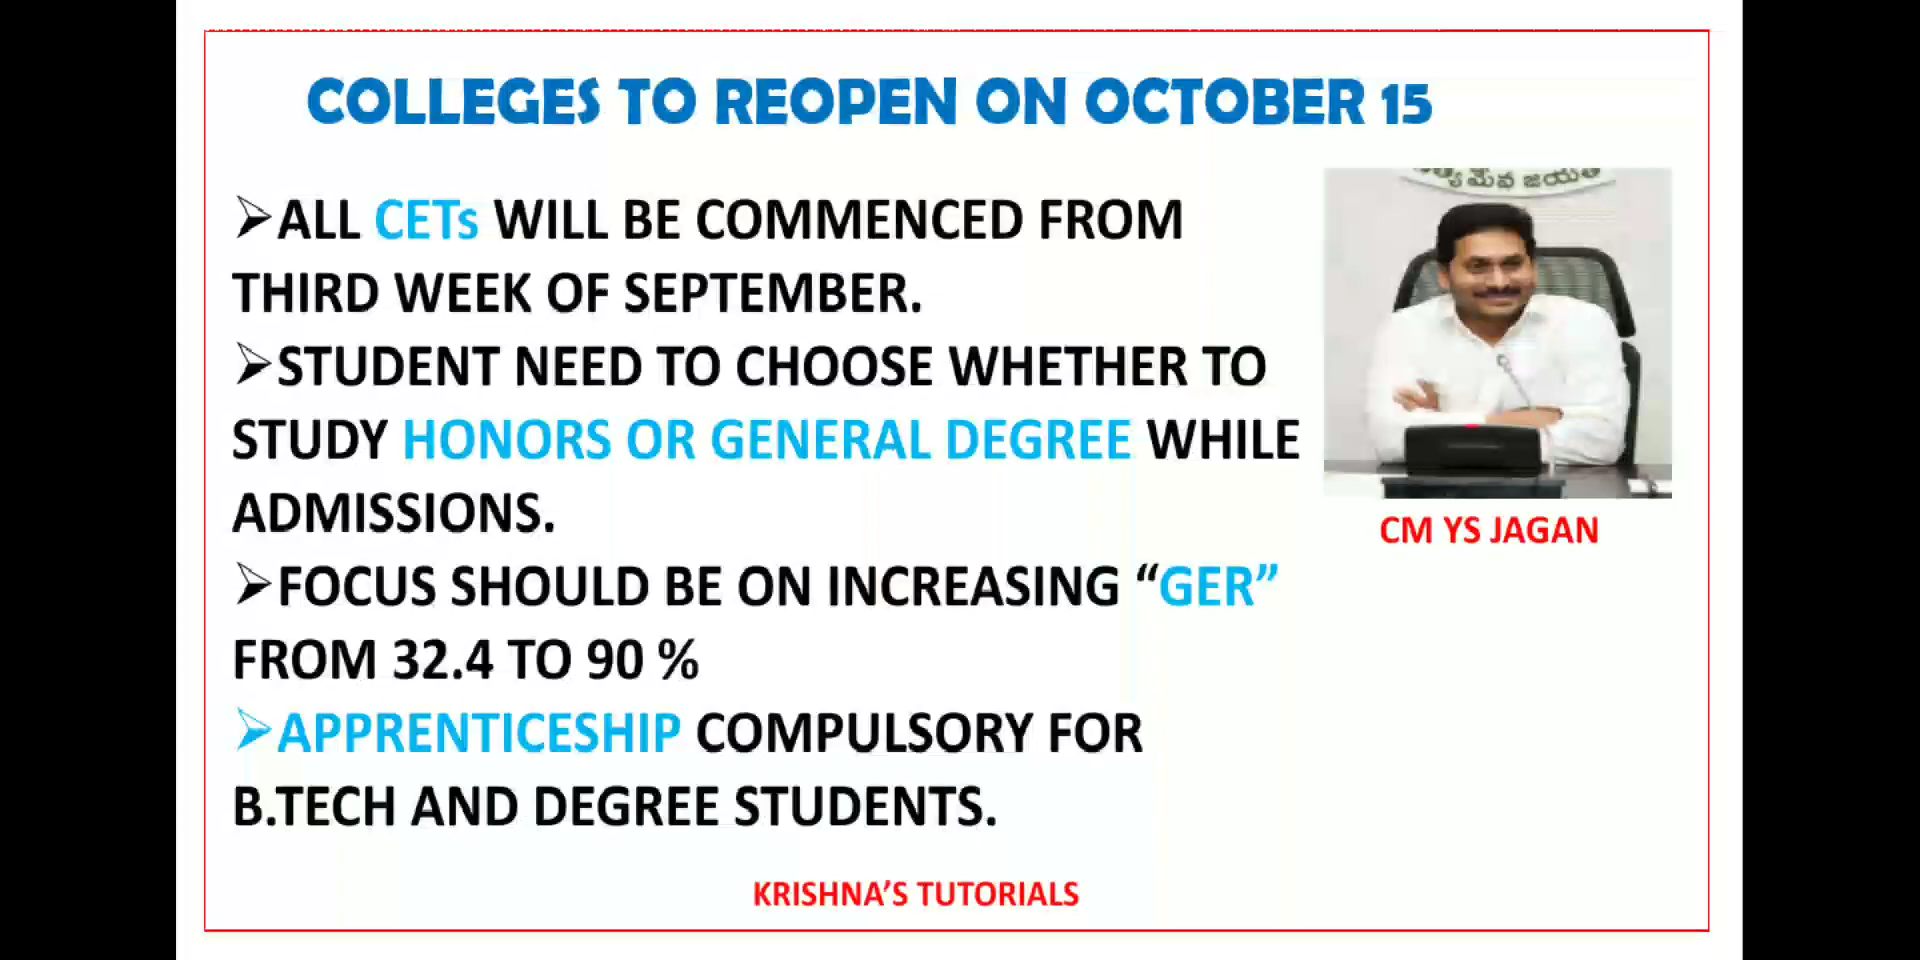 COLLEGES TO REOPEN ON OCTOBER 15
➢ALL CETs WILL BE COMMENCED FROM
THIRD WEEK OF SEPTEMBER.
➢STUDENT NEED TO CHOOSE WHETHER TO
STUDY HONORS OR GENERAL DEGREE WHILE
ADMISSIONS.
➢FOCUS SHOULD BE ON INCREASING “GER”
FROM 32.4 TO 90 %
➢APPRENTICESHIP COMPULSORY FOR
B.TECH AND DEGREE STUDENTS.
జయతే
CM YS JAGAN
KRISHNA’S TUTORIALS